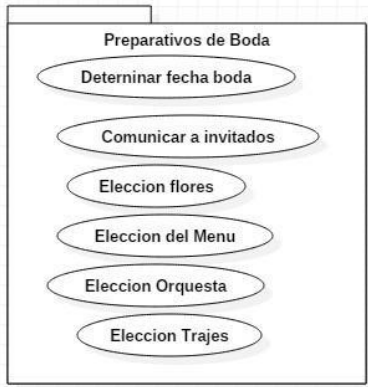 Preparativos de Boda
Deterninar fecha boda
Comunicar a invitados
Eleccion flores
Eleccion del Menu
Eleccion Orquesta
Eleccion Trajes